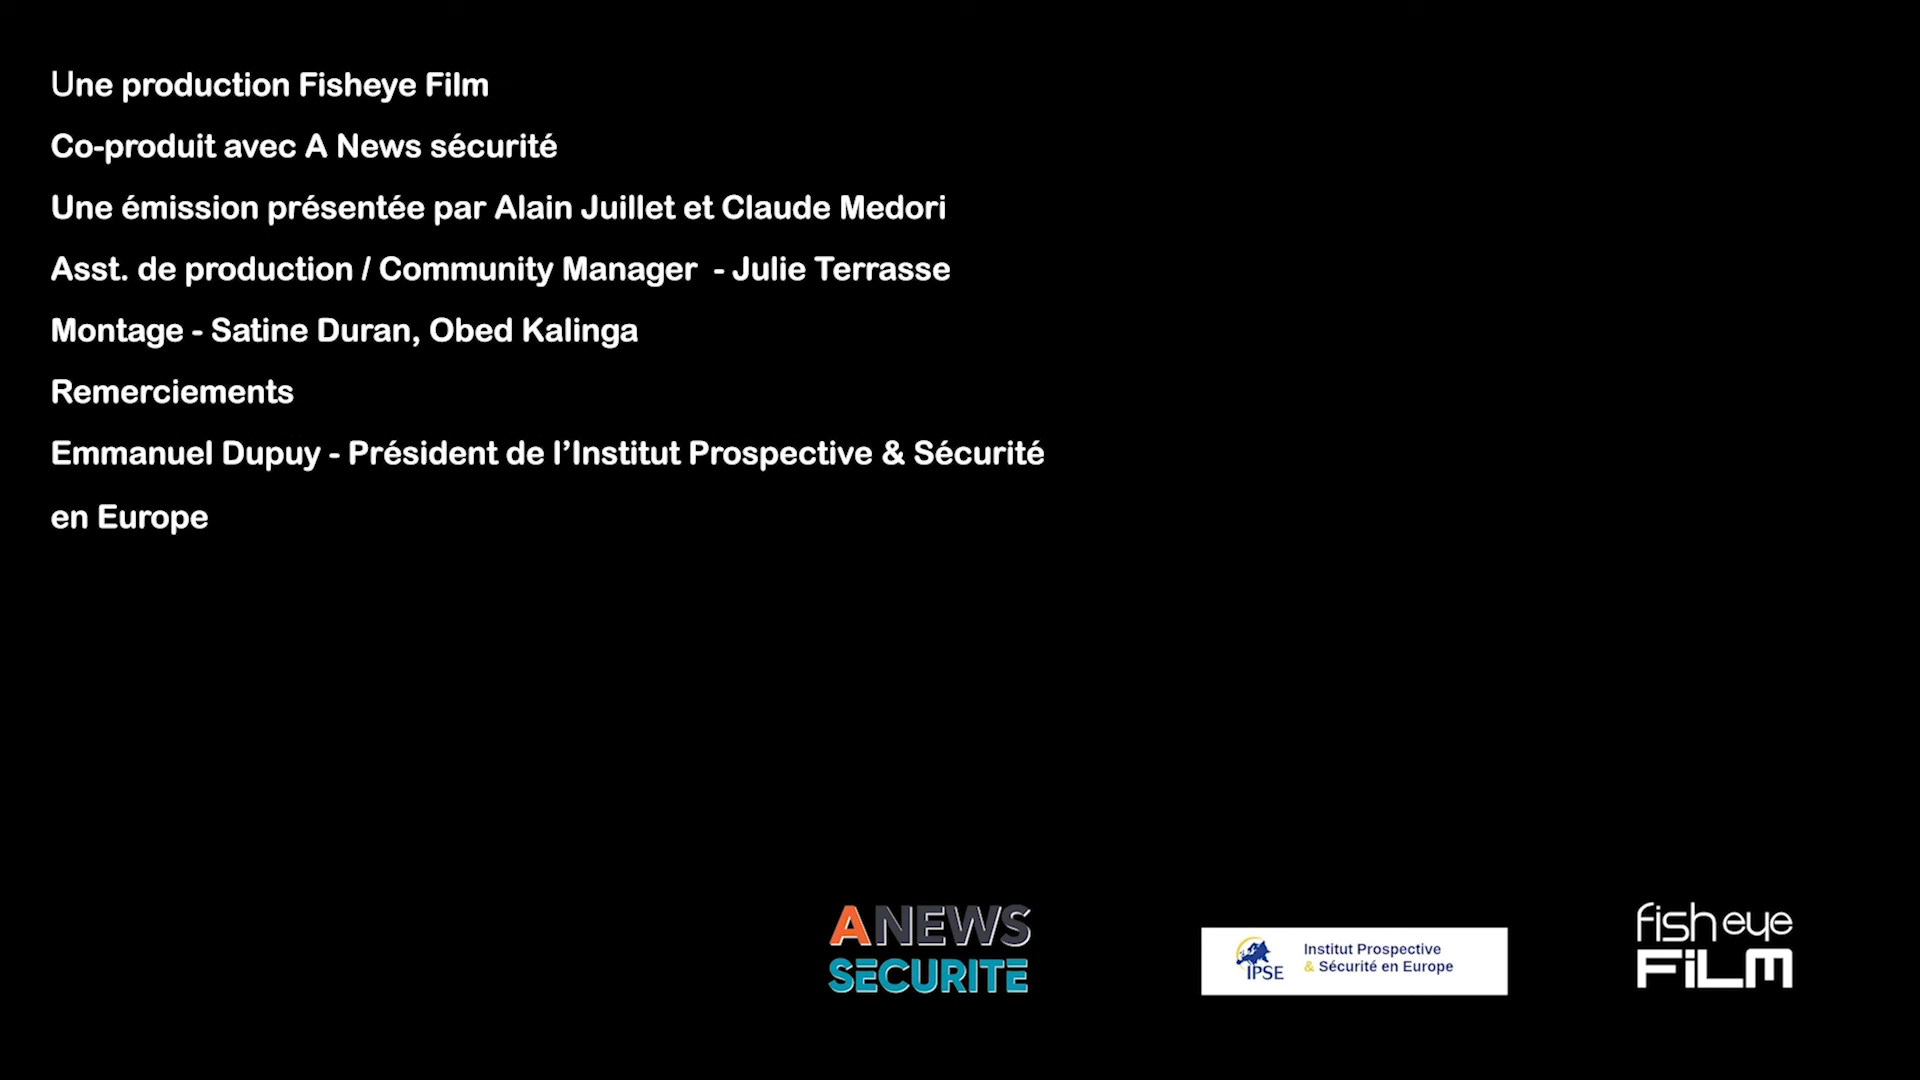 Une production Fisheye Film
Co-produit avec A News sécurité
Une émission présentée par Alain Juillet et Claude Medori
Asst. de production / Community Manager  - Julie Terrasse
Montage - Satine Duran, Obed Kalinga
Remerciements
Emmanuel Dupuy - Président de l’Institut Prospective & Sécurité
en Europe
ANEWS
SECURITE
IPSE
Institut Prospective
& Sécurité en Europe
fish eye
FiLM